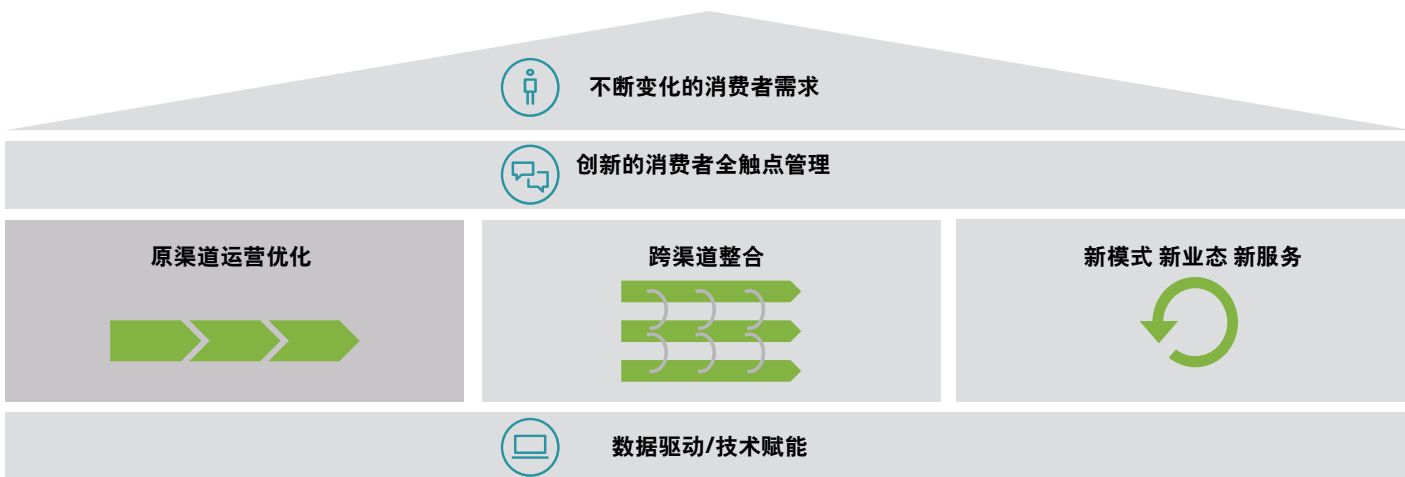 不断变化的消费者需求
创新的消费者全触点管理
原渠道运营优化
跨渠道整合
新模式 新业态 新服务
数据驱动/技术赋能